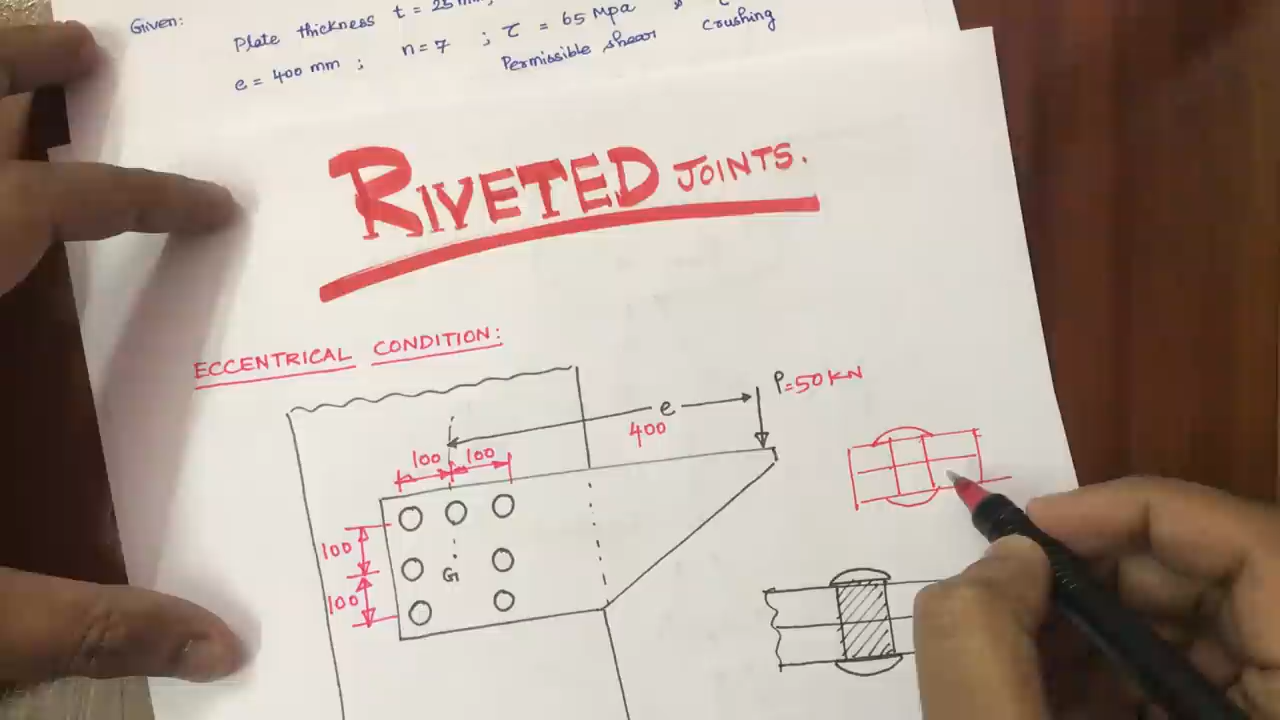 Given:
Plate thickness t = 25
e = 400 mm ; n = 7 ; τ = 65 Mpa
Permissible shear crushing
RIVETED JOINTS.
ECCENTRICAL CONDITION:
P=50KN
e
400
100 100
100
G
100